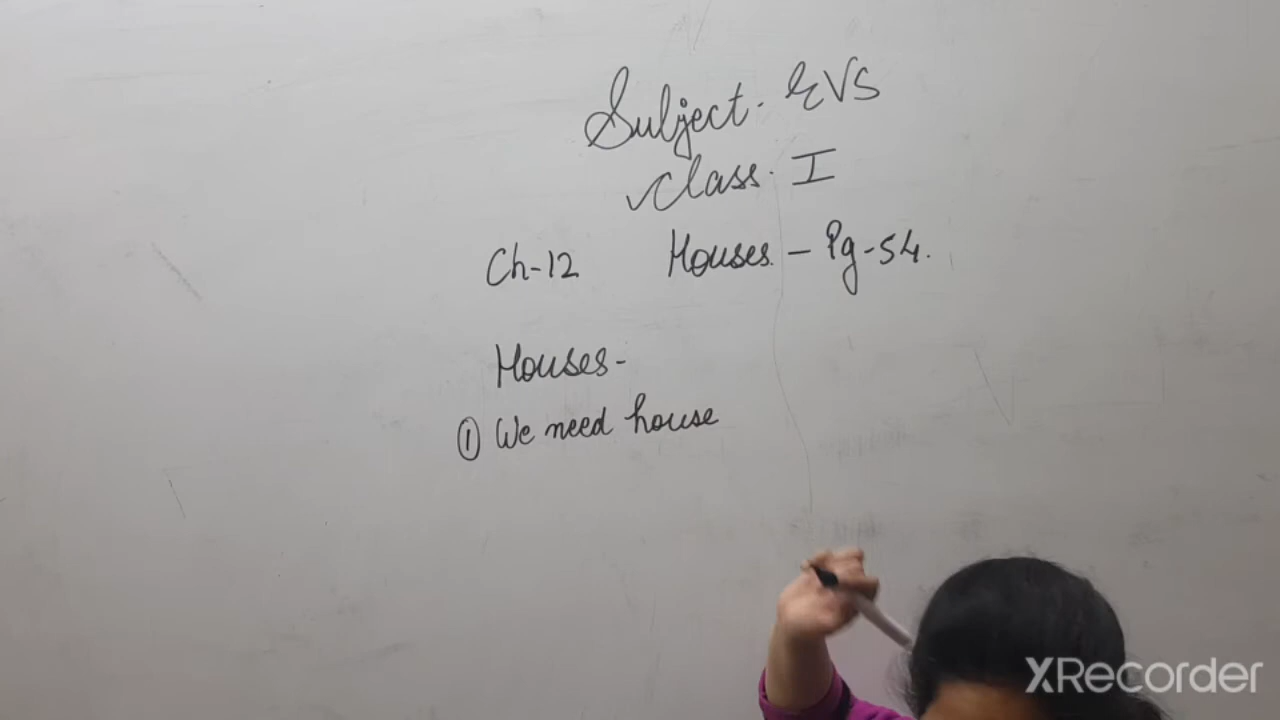 Subject. EVS
Class. I
Ch-12 Houses - Pg-54.
Houses-
① We need house
XRecorder